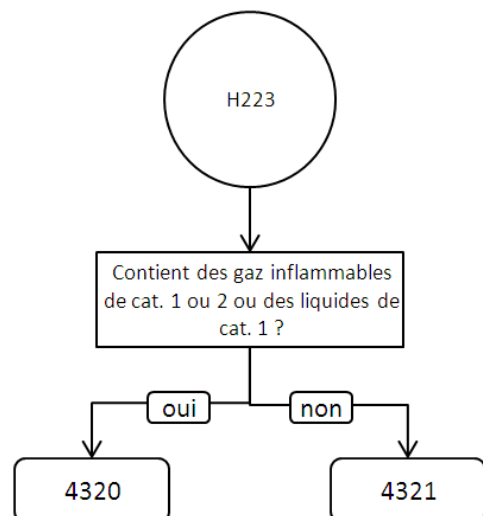 H223
Contient des gaz inflammables
de cat. 1 ou 2 ou des liquides de
cat. 1 ?
oui
non
4320
4321